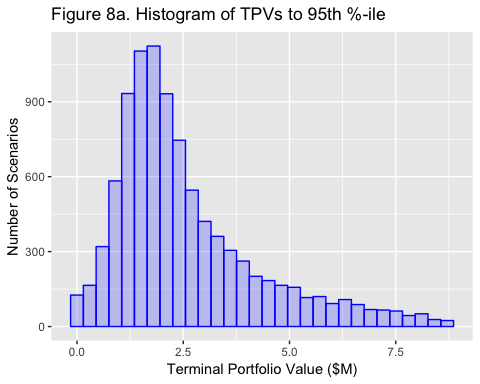 Figure 8a. Histogram of TPVs to 95th %-ile
Number of Scenarios
900
600
300
0
0.0
2.5
5.0
7.5
Terminal Portfolio Value ($M)